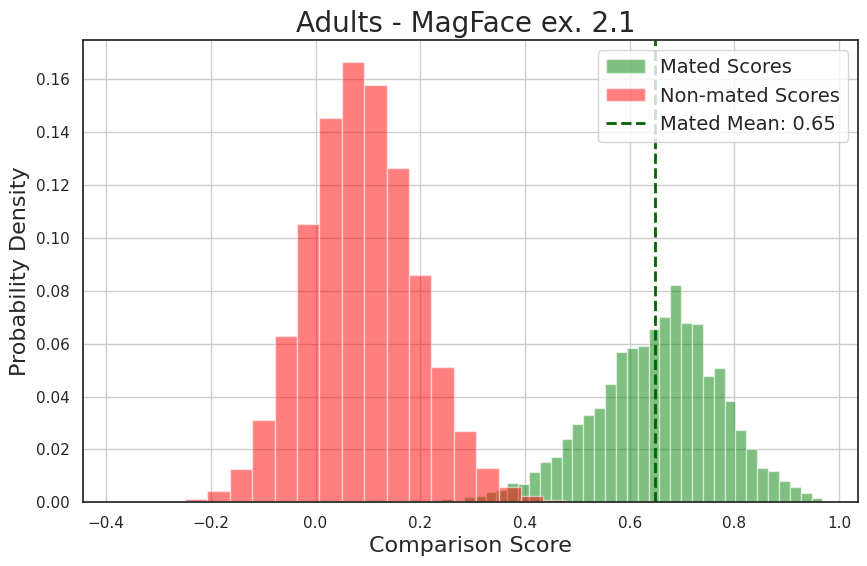 Adults - MagFace ex. 2.1
Mated Scores
Non-mated Scores
Mated Mean: 0.65
Probability Density
0.16
0.14
0.12
0.10
0.08
0.06
0.04
0.02
0.00
−0.4 −0.2 0.0 0.2 0.4 0.6 0.8 1.0
Comparison Score